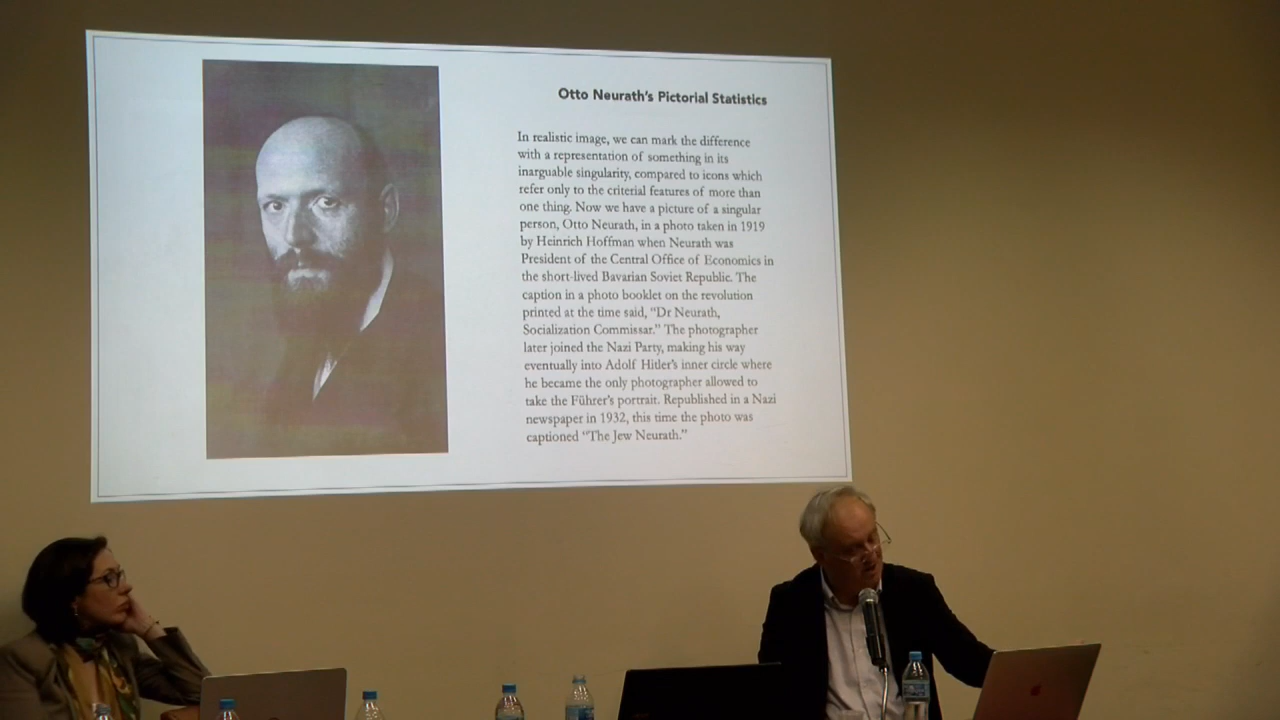 Otto Neurath's Pictorial Statistics
In realistic image, we can mark the difference
with a representation of something in its
inarguable singularity, compared to icons which
refer only to the criterial features of more than
one thing. Now we have a picture of a singular
person, Otto Neurath, in a photo taken in 1919
by Heinrich Hoffman when Neurath was
President of the Central Office of Economics in
the short-lived Bavarian Soviet Republic. The
caption in a photo booklet on the revolution
printed at the time said, “Dr Neurath,
Socialization Commissar.” The photographer
later joined the Nazi Party, making his way
eventually into Adolf Hitler's inner circle where
he became the only photographer allowed to
take the Führer's portrait. Republished in a Nazi
newspaper in 1932, this time the photo was
captioned “The Jew Neurath.”